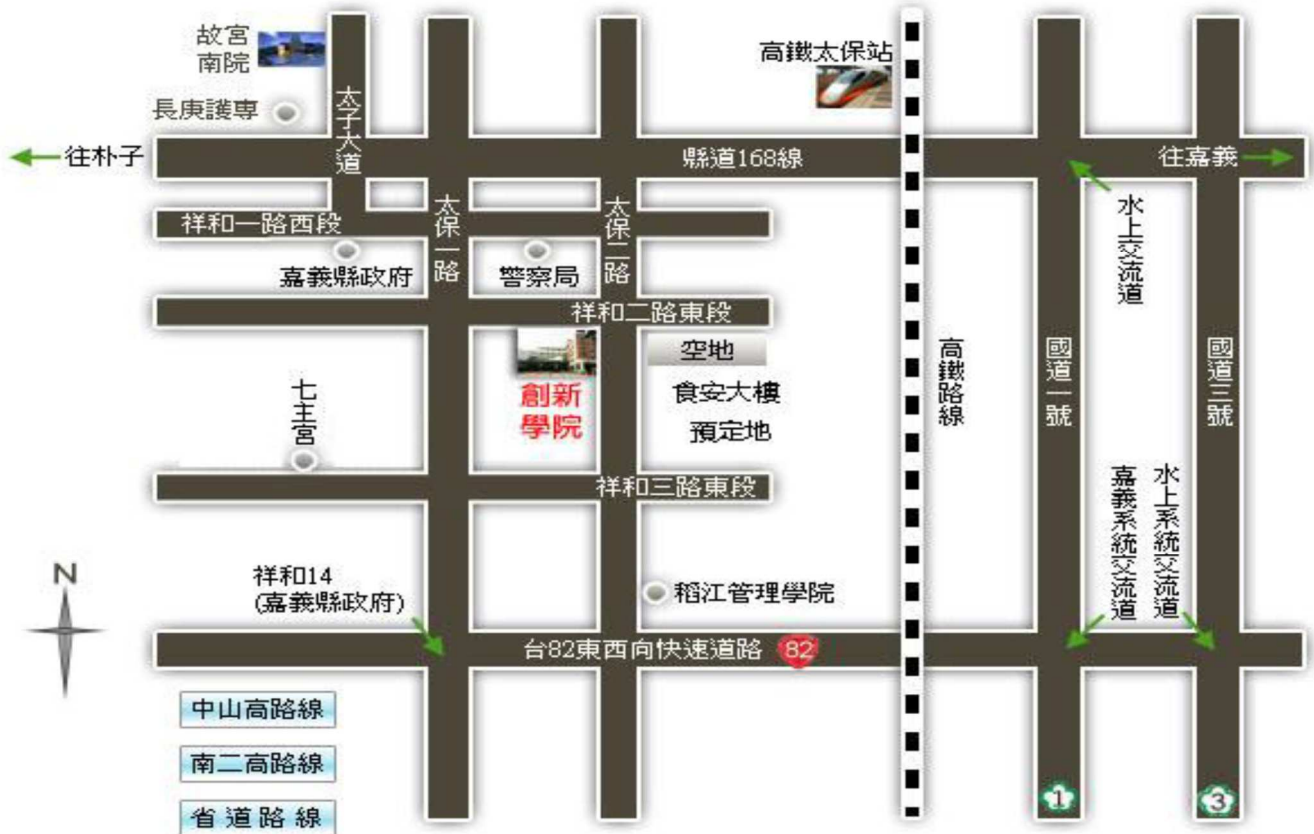 故宮
南院
高鐵太保站
長庚護專
太子大道
往朴子
縣道168線
往嘉義
祥和一路西段
太保一路
太保二路
水上交流道
嘉義縣政府
警察局
祥和二路東段
空地
高鐵路線
國道一號
國道三號
七主宮
創新
學院
食安大樓
預定地
祥和三路東段
嘉義系統交流道
水上系統交流道
N
祥和14
(嘉義縣政府)
稻江管理學院
台82東西向快速道路
82
中山高路線
南二高路線
省道路線
1
3